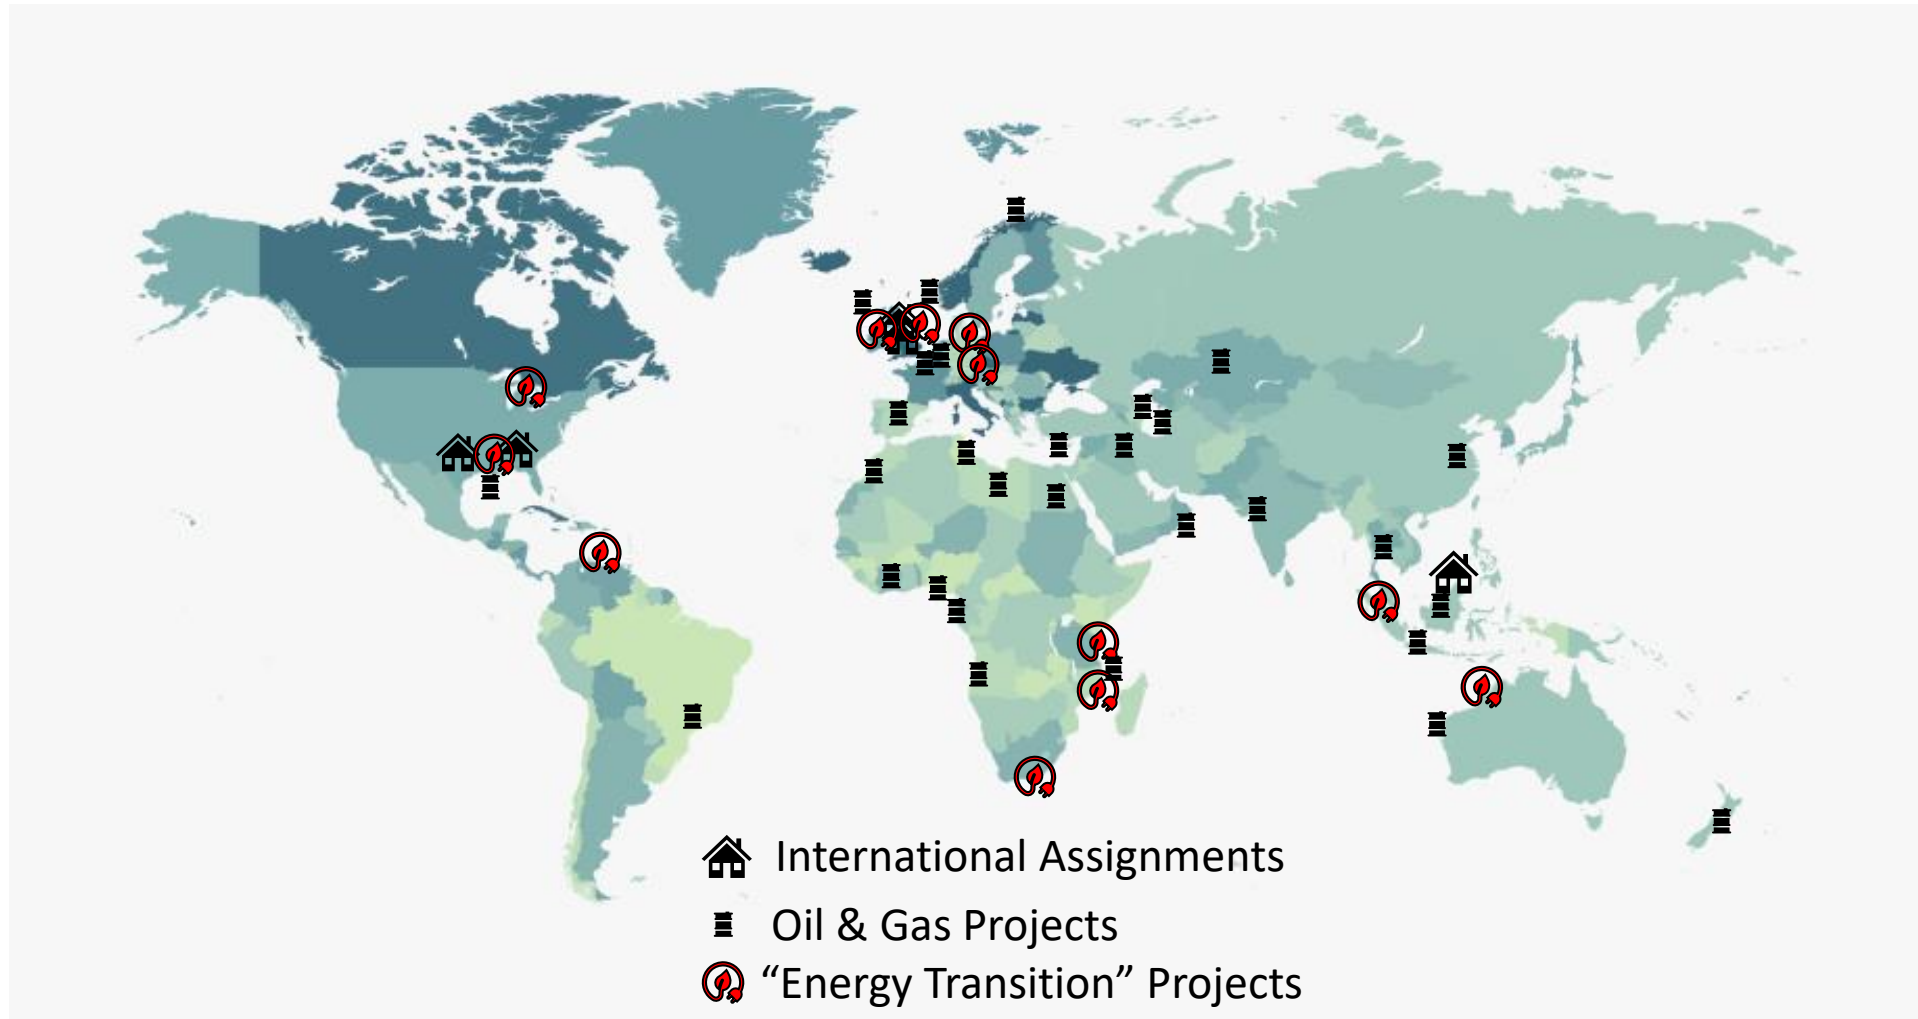 International Assignments
Oil & Gas Projects
“Energy Transition” Projects